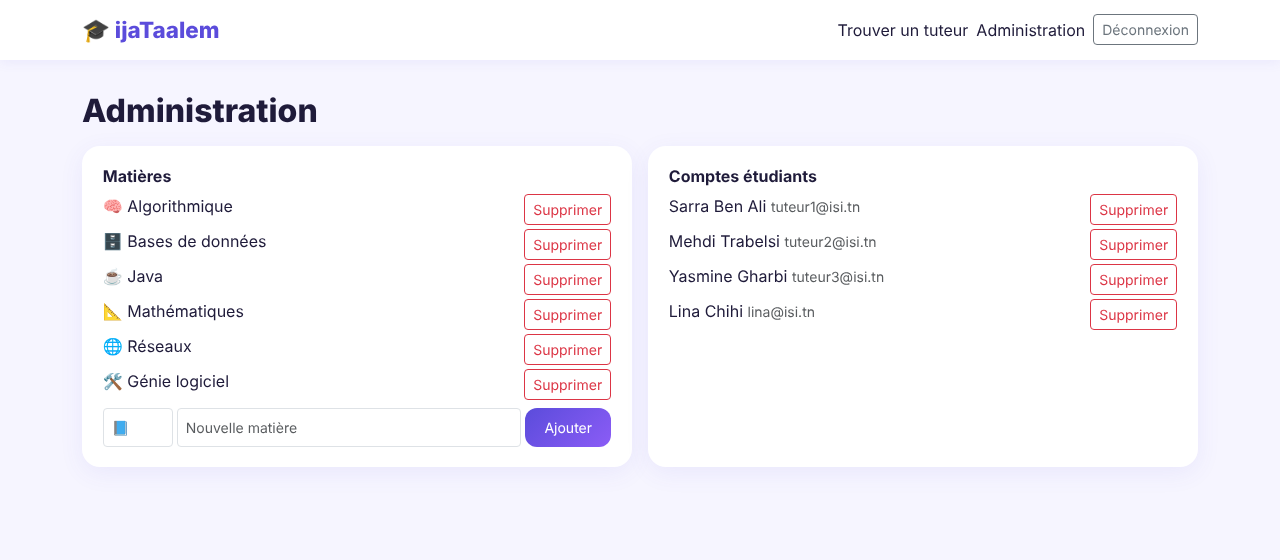 🎓 ijaTaalem
Trouver un tuteur Administration Déconnexion
Administration
Matières
🧠 Algorithmique Supprimer
🗄️ Bases de données Supprimer
☕ Java Supprimer
📐 Mathématiques Supprimer
🌐 Réseaux Supprimer
🛠️ Génie logiciel Supprimer
📘 Nouvelle matière Ajouter
Comptes étudiants
Sarra Ben Ali tuteur1@isi.tn Supprimer
Mehdi Trabelsi tuteur2@isi.tn Supprimer
Yasmine Gharbi tuteur3@isi.tn Supprimer
Lina Chihi lina@isi.tn Supprimer